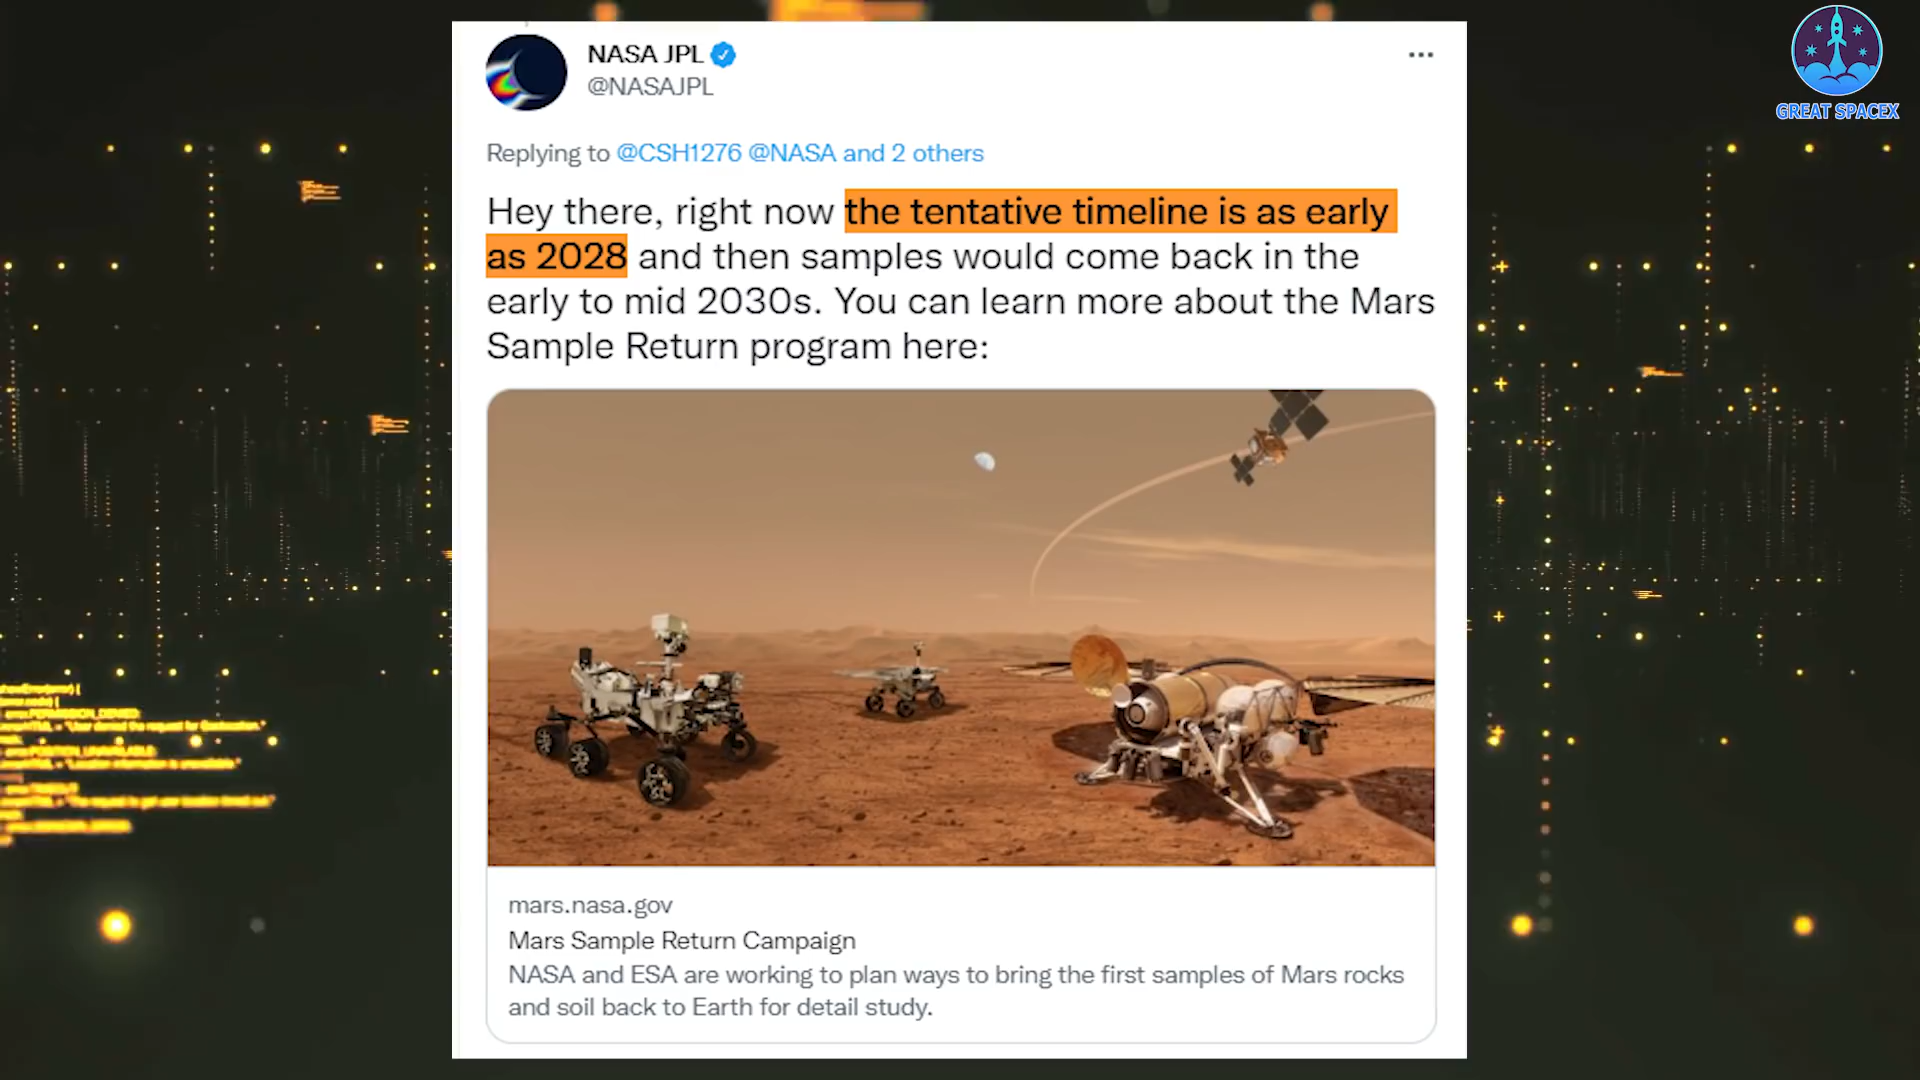 NASA JPL
@NASAJPL
GREAT SPACEX
Replying to @CSH1276 @NASA and 2 others
Hey there, right now the tentative timeline is as early
as 2028 and then samples would come back in the
early to mid 2030s. You can learn more about the Mars
Sample Return program here:
mars.nasa.gov
Mars Sample Return Campaign
NASA and ESA are working to plan ways to bring the first samples of Mars rocks
and soil back to Earth for detail study.